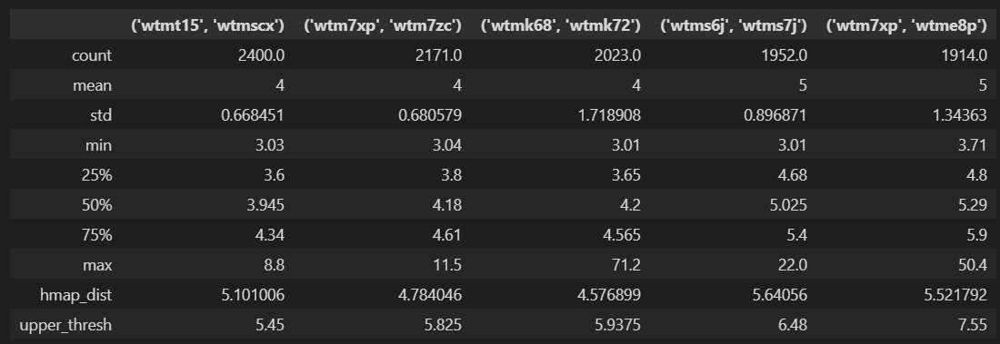 ('wtmt15', 'wtmscx') ('wtm7xp', 'wtm7zc') ('wtmk68', 'wtmk72') ('wtms6j', 'wtms7j') ('wtm7xp', 'wtme8p')
count 2400.0 2171.0 2023.0 1952.0 1914.0
mean 4 4 4 5 5
std 0.668451 0.680579 1.718908 0.896871 1.34363
min 3.03 3.04 3.01 3.01 3.71
25% 3.6 3.8 3.65 4.68 4.8
50% 3.945 4.18 4.2 5.025 5.29
75% 4.34 4.61 4.565 5.4 5.9
max 8.8 11.5 71.2 22.0 50.4
hmap_dist 5.101006 4.784046 4.576899 5.64056 5.521792
upper_thresh 5.45 5.825 5.9375 6.48 7.55